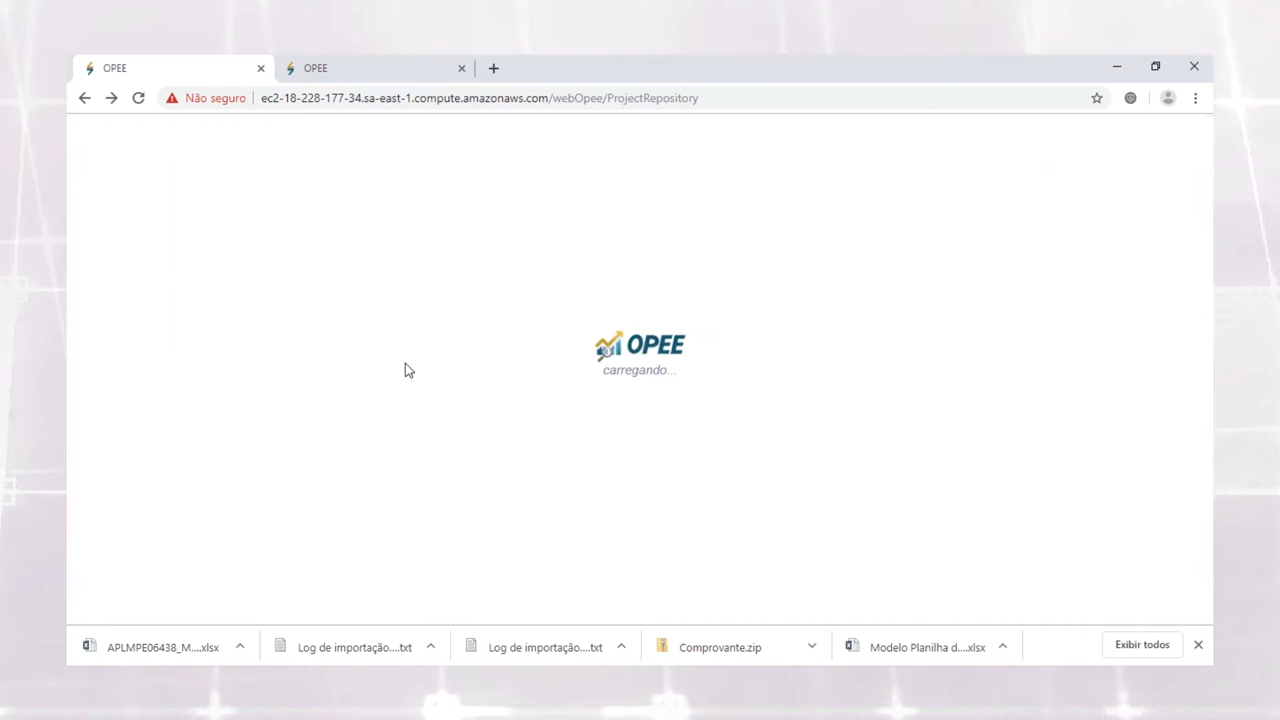 OPEE
OPEE
Não seguro
ec2-18-228-177-34.sa-east-1.compute.amazonaws.com/webOpee/ProjectRepository
OPEE
carregando...
APLMPE06438_M....xlsx
Log de importação....txt
Log de importação....txt
Comprovante.zip
Modelo Planilha d....xlsx
Exibir todos